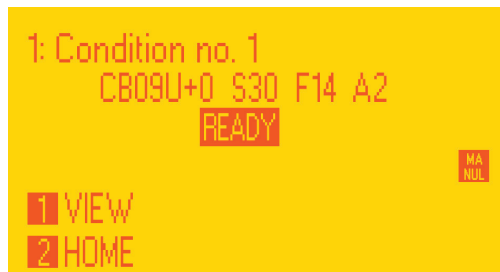 1: Condition no. 1
CB09U+0 S30 F14 A2
READY
MA
NUL
1 VIEW
2 HOME